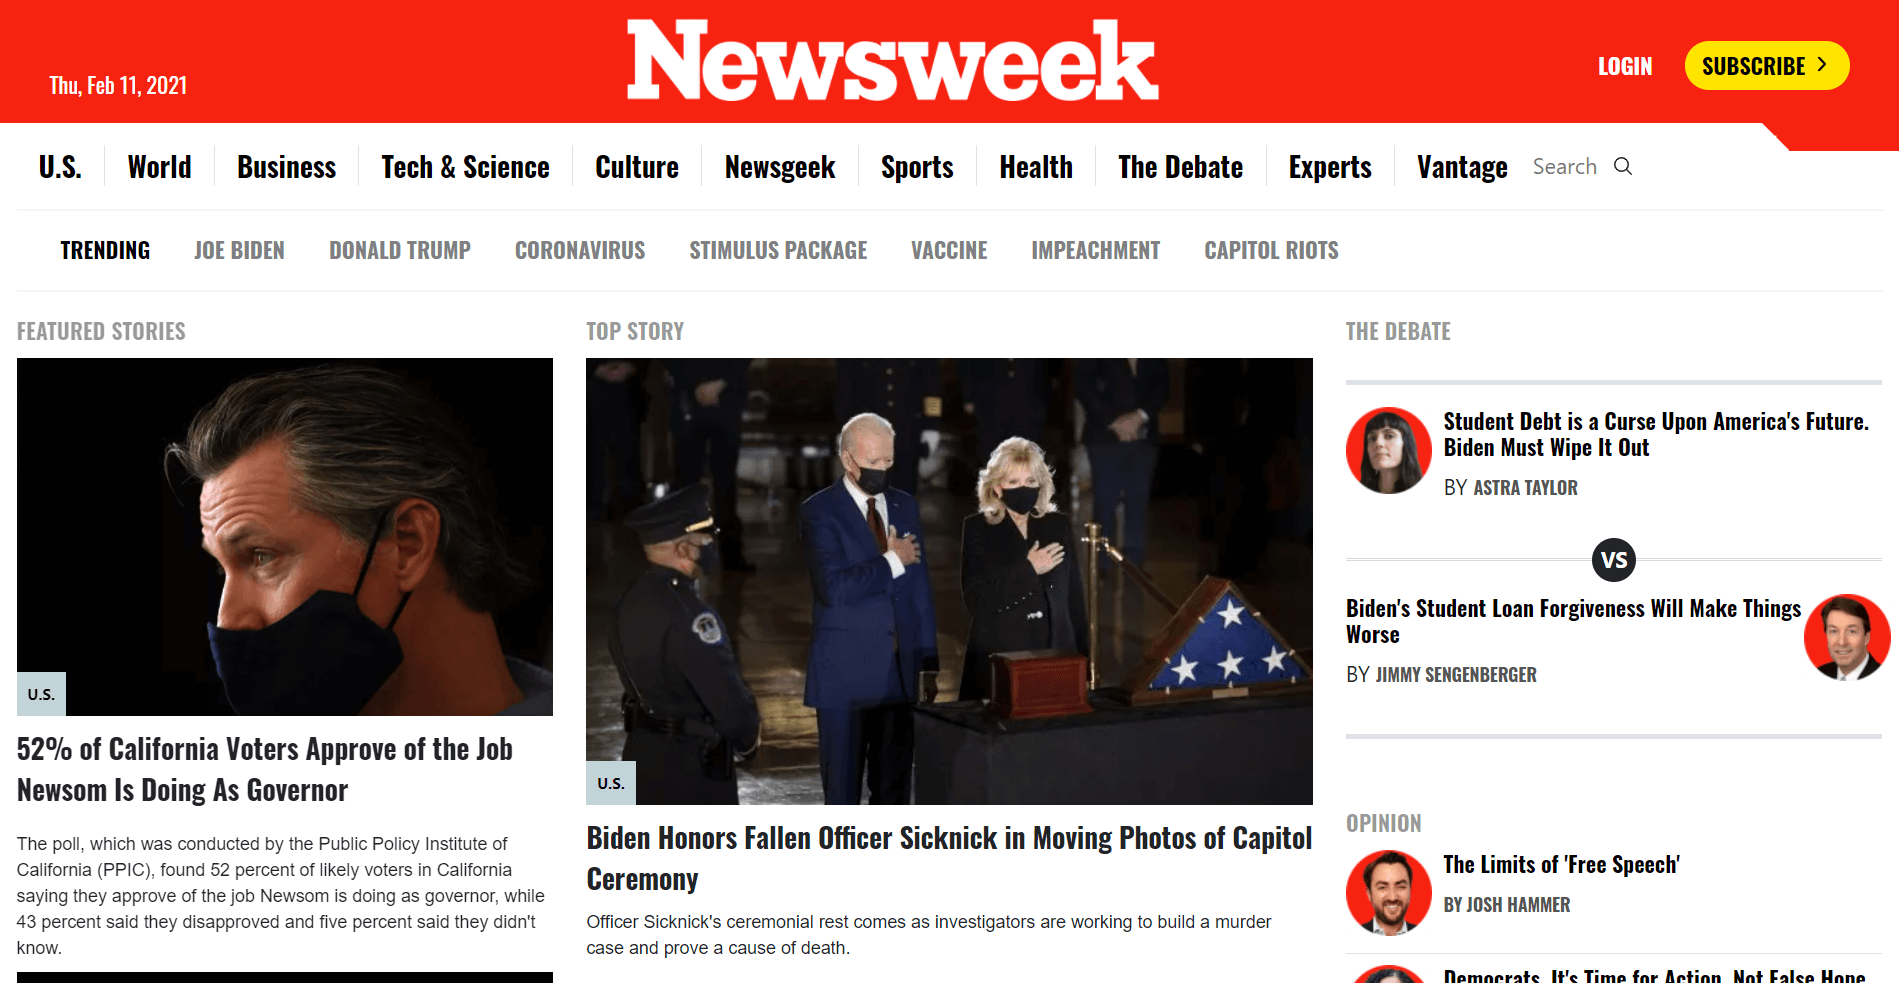 Newsweek
Thu, Feb 11, 2021
LOGIN
SUBSCRIBE
U.S. World Business Tech & Science Culture Newsgeek Sports Health The Debate Experts Vantage Search
TRENDING JOE BIDEN DONALD TRUMP CORONAVIRUS STIMULUS PACKAGE VACCINE IMPEACHMENT CAPITOL RIOTS
FEATURED STORIES
U.S.
52% of California Voters Approve of the Job
Newsom Is Doing As Governor
The poll, which was conducted by the Public Policy Institute of
California (PPIC), found 52 percent of likely voters in California
saying they approve of the job Newsom is doing as governor, while
43 percent said they disapproved and five percent said they didn't
know.
TOP STORY
U.S.
Biden Honors Fallen Officer Sicknick in Moving Photos of Capitol
Ceremony
Officer Sicknick's ceremonial rest comes as investigators are working to build a murder
case and prove a cause of death.
THE DEBATE
Student Debt is a Curse Upon America's Future.
Biden Must Wipe It Out
BY ASTRA TAYLOR
VS
Biden's Student Loan Forgiveness Will Make Things
Worse
BY JIMMY SENGENBERGER
OPINION
The Limits of 'Free Speech'
BY JOSH HAMMER
Democrats, It's Time for Action, Not False Hope